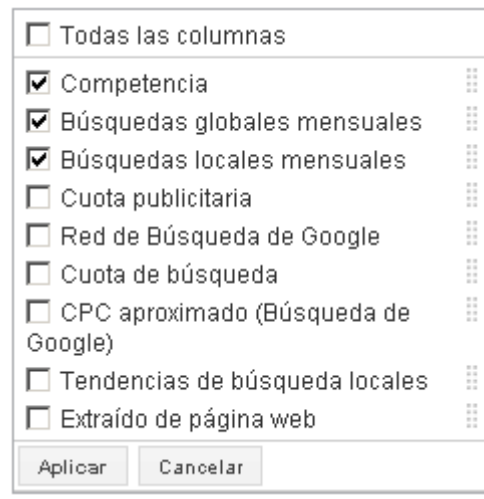 Todas las columnas
Competencia
Búsquedas globales mensuales
Búsquedas locales mensuales
Cuota publicitaria
Red de Búsqueda de Google
Cuota de búsqueda
CPC aproximado (Búsqueda de
Google)
Tendencias de búsqueda locales
Extraído de página web
Aplicar Cancelar